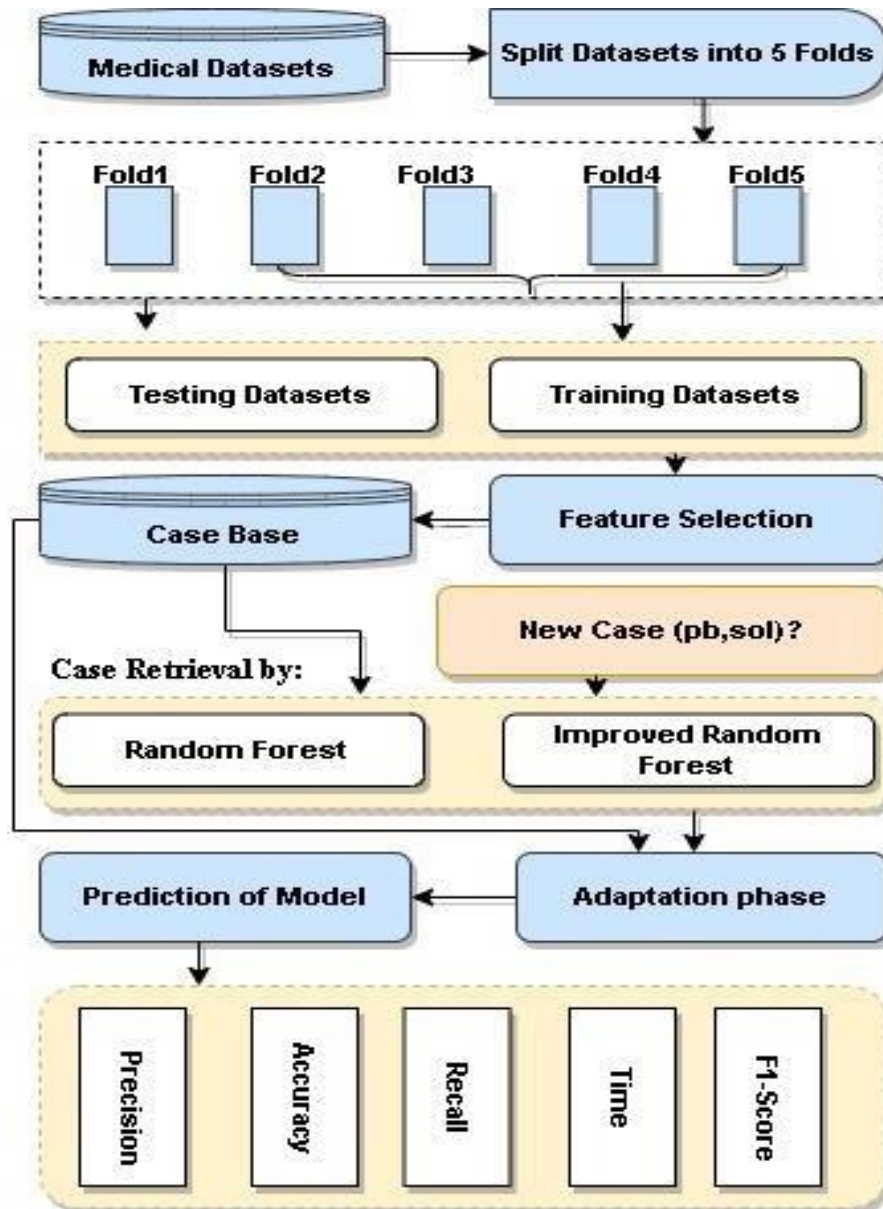 Medical Datasets
Split Datasets into 5 Folds
Fold1
Fold2
Fold3
Fold4
Fold5
Testing Datasets
Training Datasets
Case Base
Feature Selection
New Case (pb,sol)?
Case Retrieval by:
Random Forest
Improved Random
Forest
Prediction of Model
Adaptation phase
Precision
Accuracy
Recall
Time
F1-Score